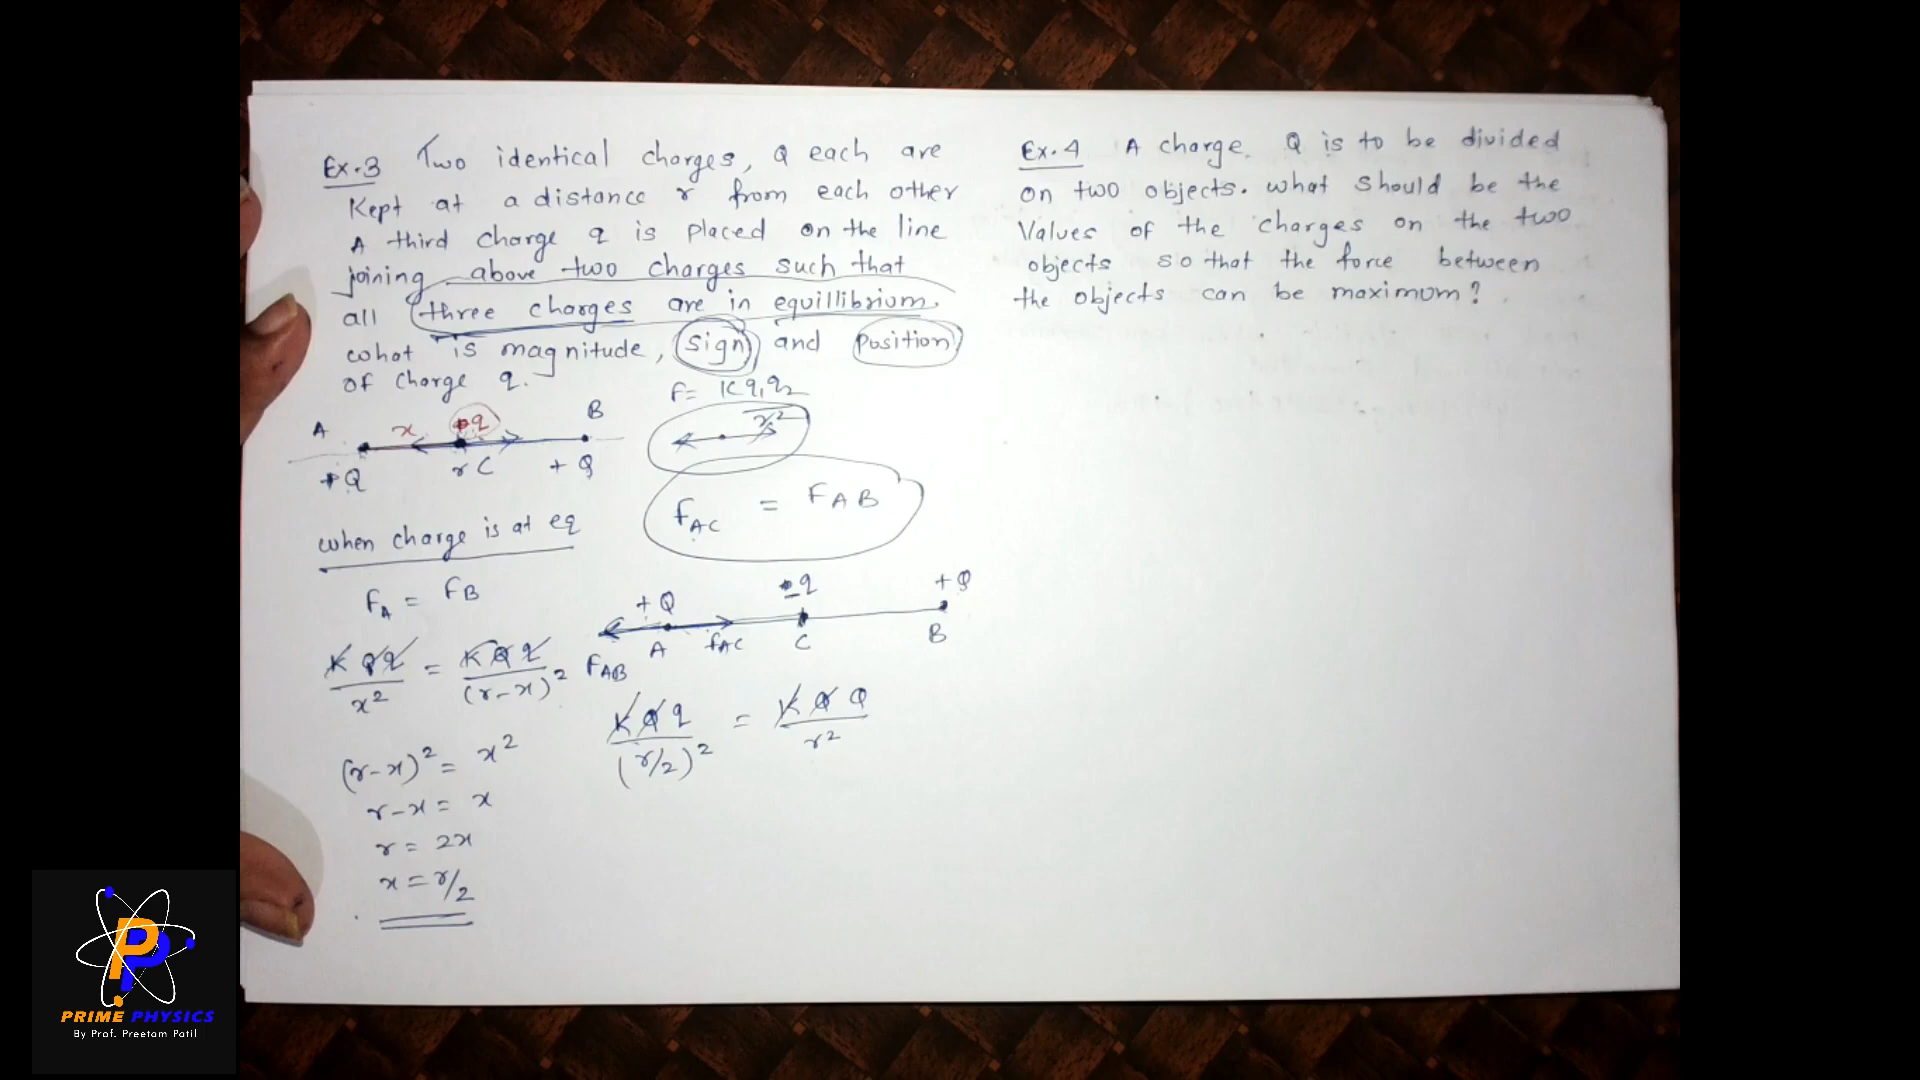 Ex.3 Two identical charges, Q each are
Kept at a distance r from each other
A third charge q is placed on the line
joining above two charges such that
all three charges are in equillibrium.
what is magnitude, sign and position
of charge q.
F = Kq1q2
r2
A x q B
+Q r C +Q
FAC = FAB
when charge is at eq
FA = FB
+Q -q +Q
A FAC C B
FAB
KQq = KQq
x2 (r-x)2
KQq = KQQ
(r/2)2 r2
(r-x)2 = x2
r-x = x
r = 2x
x = r/2
Ex.4 A charge Q is to be divided
on two objects. what should be the
Values of the charges on the two
objects so that the force between
the objects can be maximum?
PRIME PHYSICS
By Prof. Preetam Patil